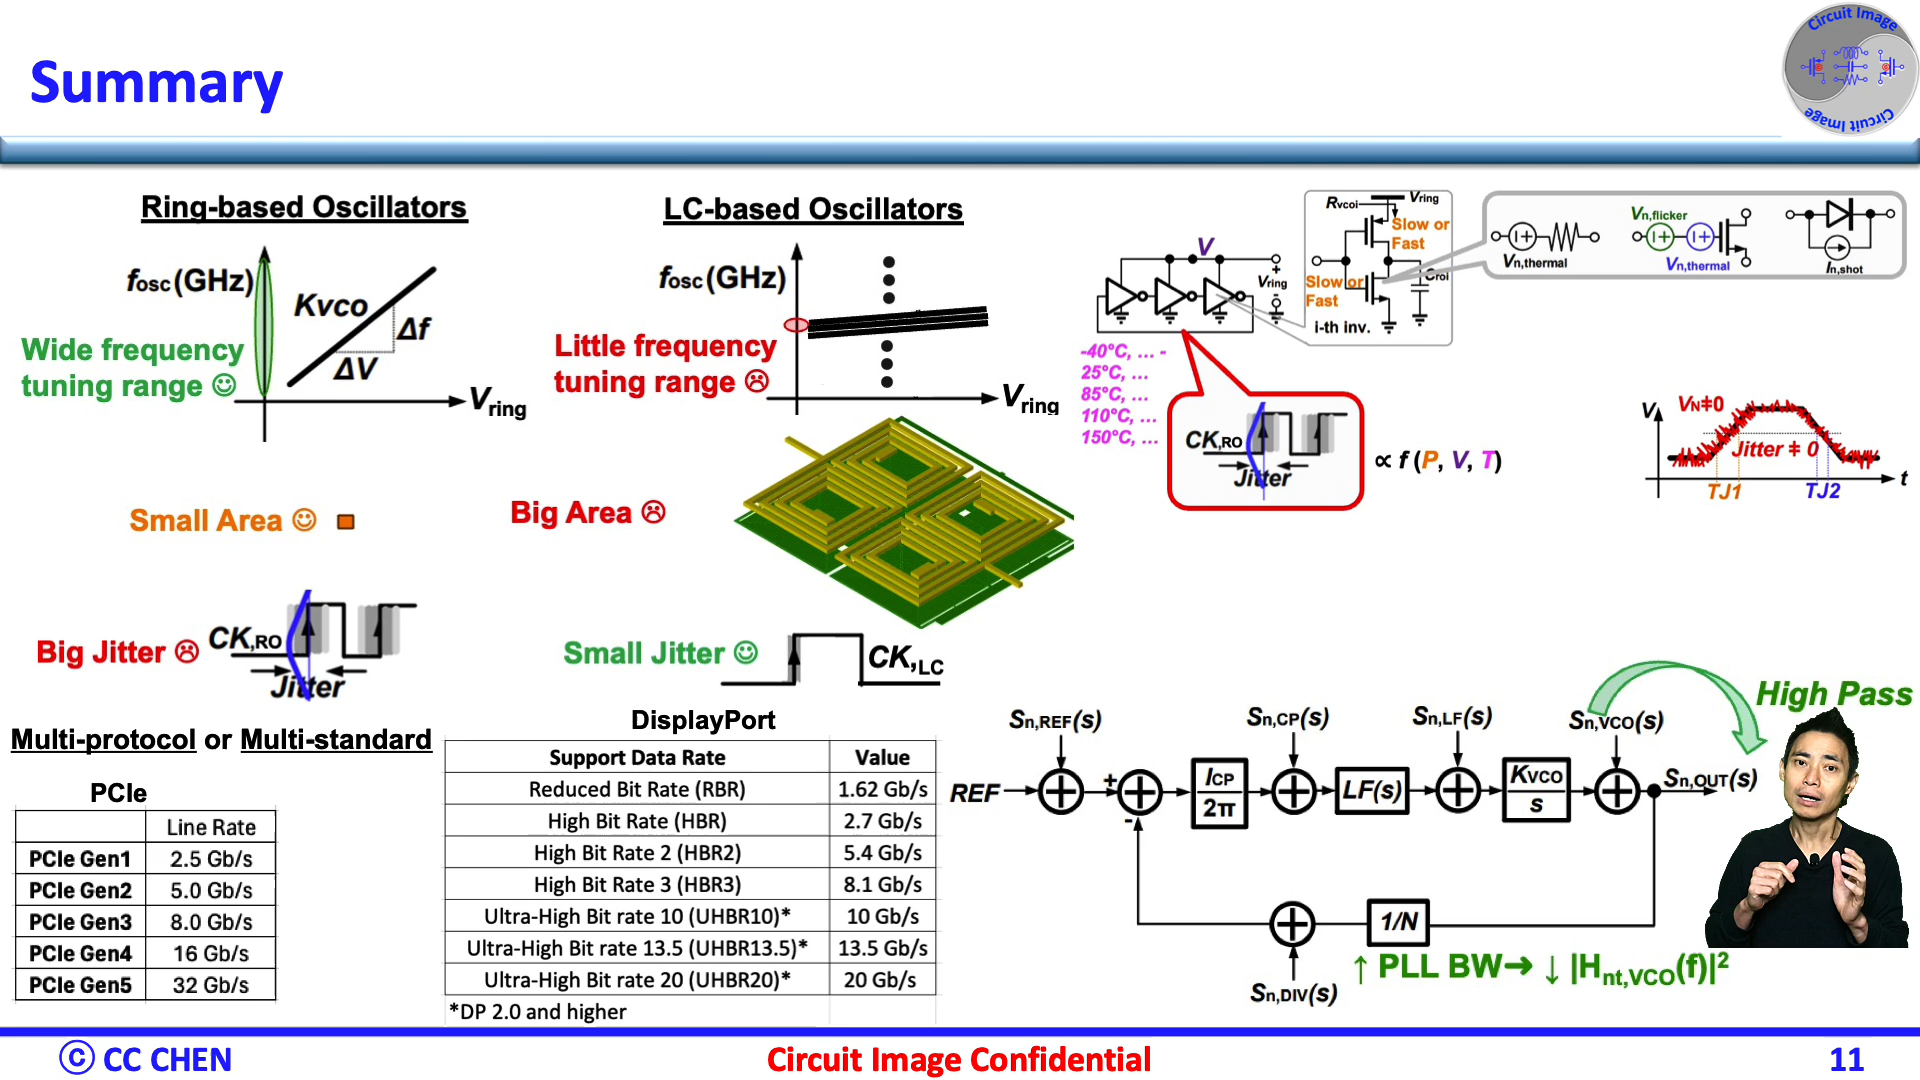 Summary
Circuit Image
Circuit Image
Ring-based Oscillators
fosc(GHz)
Kvco
Δf
ΔV
Vring
Wide frequency
tuning range ☺
Small Area ☺
Big Jitter ☹
CK,RO
Jitter
LC-based Oscillators
fosc(GHz)
Little frequency
tuning range ☹
Vring
Big Area ☹
Small Jitter ☺
CK,LC
V
Vring
+
-
Rvcoi
Vring
Slow or
Fast
Slow or
Fast
Croi
i-th inv.
Vn,thermal
Vn,flicker
Vn,thermal
In,shot
-40°C, ... -
25°C, ...
85°C, ...
110°C, ...
150°C, ...
CK,RO
Jitter
∝ f (P, V, T)
V
VN≠0
Jitter ≠ 0
TJ1
TJ2
t
Multi-protocol or Multi-standard
PCIe
Line Rate
PCIe Gen1 2.5 Gb/s
PCIe Gen2 5.0 Gb/s
PCIe Gen3 8.0 Gb/s
PCIe Gen4 16 Gb/s
PCIe Gen5 32 Gb/s
DisplayPort
Support Data Rate Value
Reduced Bit Rate (RBR) 1.62 Gb/s
High Bit Rate (HBR) 2.7 Gb/s
High Bit Rate 2 (HBR2) 5.4 Gb/s
High Bit Rate 3 (HBR3) 8.1 Gb/s
Ultra-High Bit rate 10 (UHBR10)* 10 Gb/s
Ultra-High Bit rate 13.5 (UHBR13.5)* 13.5 Gb/s
Ultra-High Bit rate 20 (UHBR20)* 20 Gb/s
*DP 2.0 and higher
High Pass
Sn,REF(s)
Sn,CP(s)
Sn,LF(s)
Sn,VCO(s)
REF
+
-
ICP
2π
LF(s)
KVCO
s
Sn,OUT(s)
1/N
Sn,DIV(s)
↑ PLL BW→ ↓ |Hnt,VCO(f)|²
© CC CHEN
Circuit Image Confidential
11